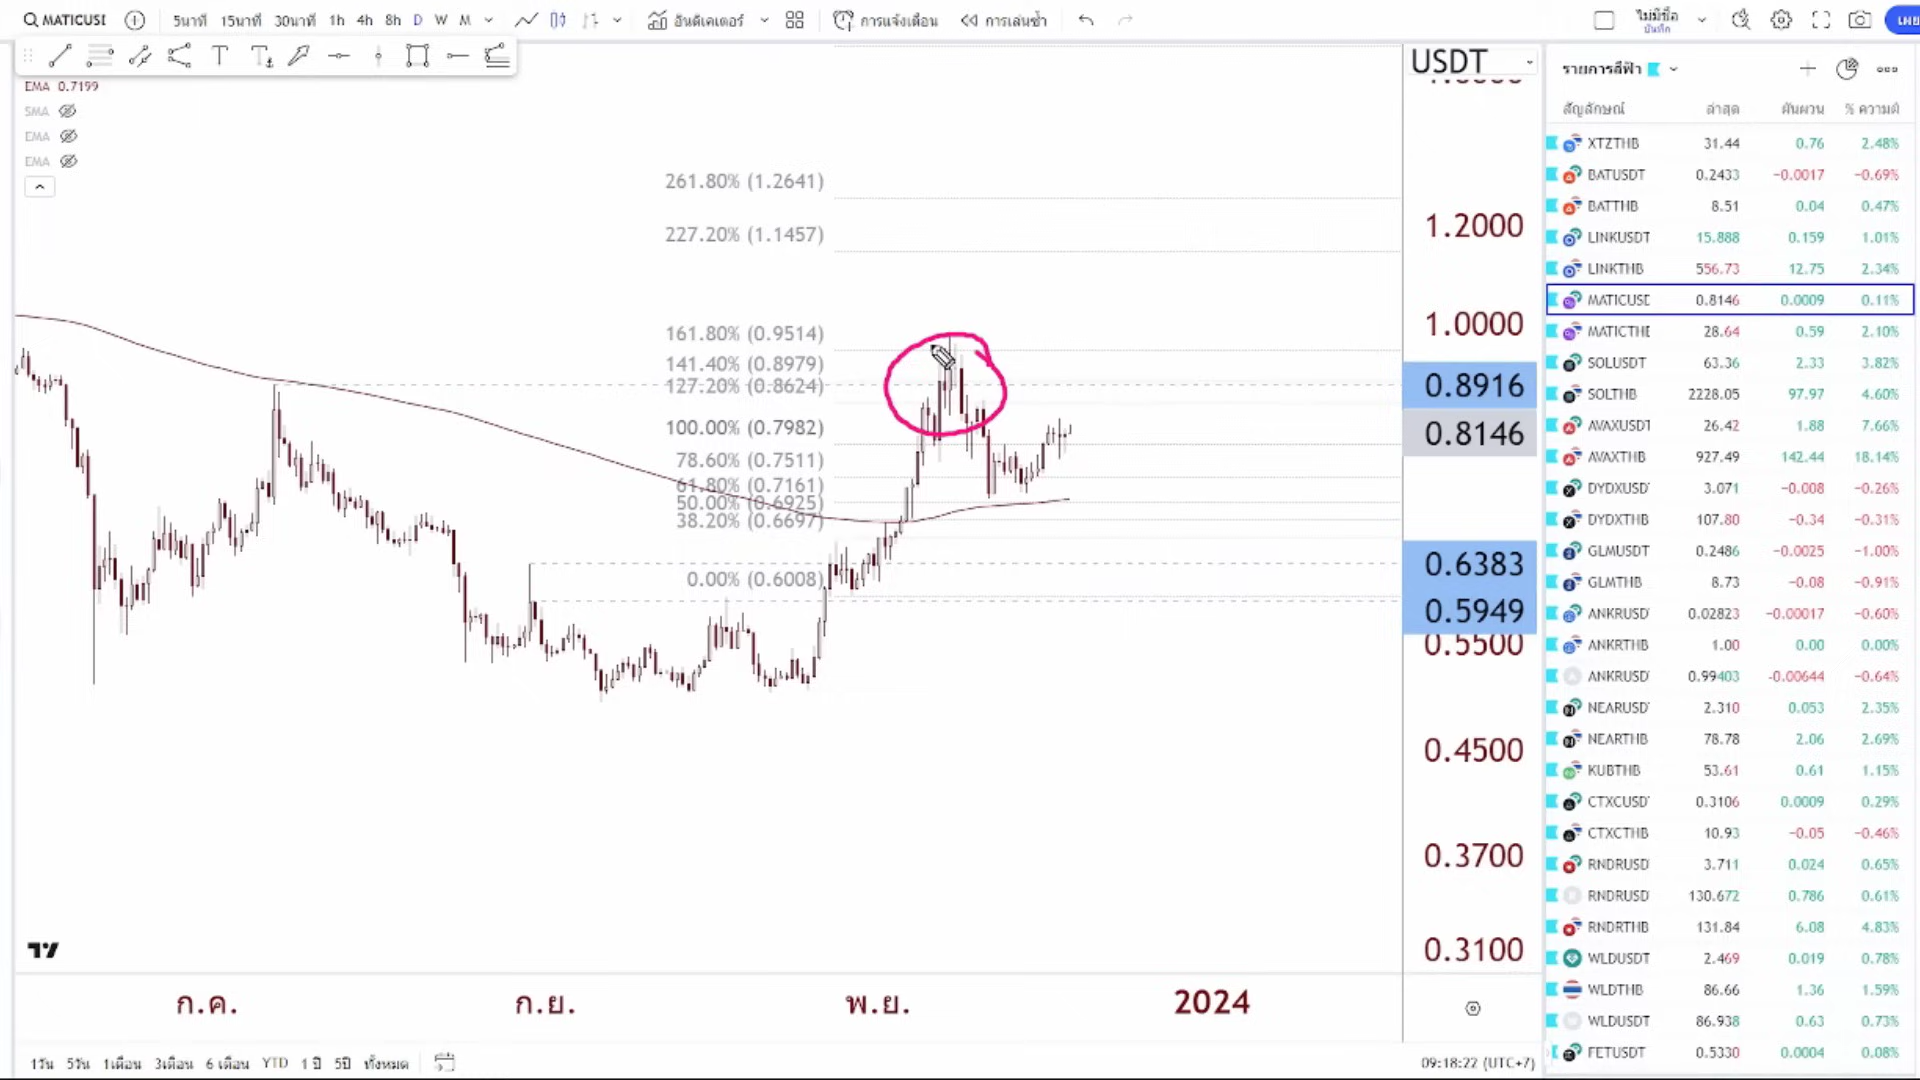 MATICUSI 5นาที 15นาที 30นาที 1h 4h 8h D W M อินดิเคเตอร์ การแจ้งเตือน การเล่นซ้ำ ไม่มีชื่อ บันทึก เผย
EMA 0.7199
SMA
EMA
EMA
261.80% (1.2641)
227.20% (1.1457)
161.80% (0.9514)
141.40% (0.8979)
127.20% (0.8624)
100.00% (0.7982)
78.60% (0.7511)
61.80% (0.7161)
50.00% (0.6925)
38.20% (0.6697)
0.00% (0.6008)
USDT
1.2000
1.0000
0.8916
0.8146
0.6383
0.5949
0.5500
0.4500
0.3700
0.3100
ก.ค. ก.ย. พ.ย. 2024
1วัน 5วัน 1เดือน 3เดือน 6 เดือน YTD 1 ปี 5ปี ทั้งหมด
09:18:22 (UTC+7)
รายการสีฟ้า
สัญลักษณ์ ล่าสุด ผันผวน % ความผั
XTZTHB 31.44 0.76 2.48%
BATUSDT 0.2433 −0.0017 −0.69%
BATTHB 8.51 0.04 0.47%
LINKUSDT 15.888 0.159 1.01%
LINKTHB 556.73 12.75 2.34%
MATICUSE 0.8146 0.0009 0.11%
MATICTHE 28.64 0.59 2.10%
SOLUSDT 63.36 2.33 3.82%
SOLTHB 2228.05 97.97 4.60%
AVAXUSDT 26.42 1.88 7.66%
AVAXTHB 927.49 142.44 18.14%
DYDXUSD 3.071 −0.008 −0.26%
DYDXTHB 107.80 −0.34 −0.31%
GLMUSDT 0.2486 −0.0025 −1.00%
GLMTHB 8.73 −0.08 −0.91%
ANKRUSD 0.02823 −0.00017 −0.60%
ANKRTHB 1.00 0.00 0.00%
ANKRUSD 0.99403 −0.00644 −0.64%
NEARUSD 2.310 0.053 2.35%
NEARTHB 78.78 2.06 2.69%
KUBTHB 53.61 0.61 1.15%
CTXCUSD 0.3106 0.0009 0.29%
CTXCTHB 10.93 −0.05 −0.46%
RNDRUSD 3.711 0.024 0.65%
RNDRUSD 130.672 0.786 0.61%
RNDRTHB 131.84 6.08 4.83%
WLDUSDT 2.469 0.019 0.78%
WLDTHB 86.66 1.36 1.59%
WLDUSDT 86.938 0.63 0.73%
FETUSDT 0.5330 0.0004 0.08%